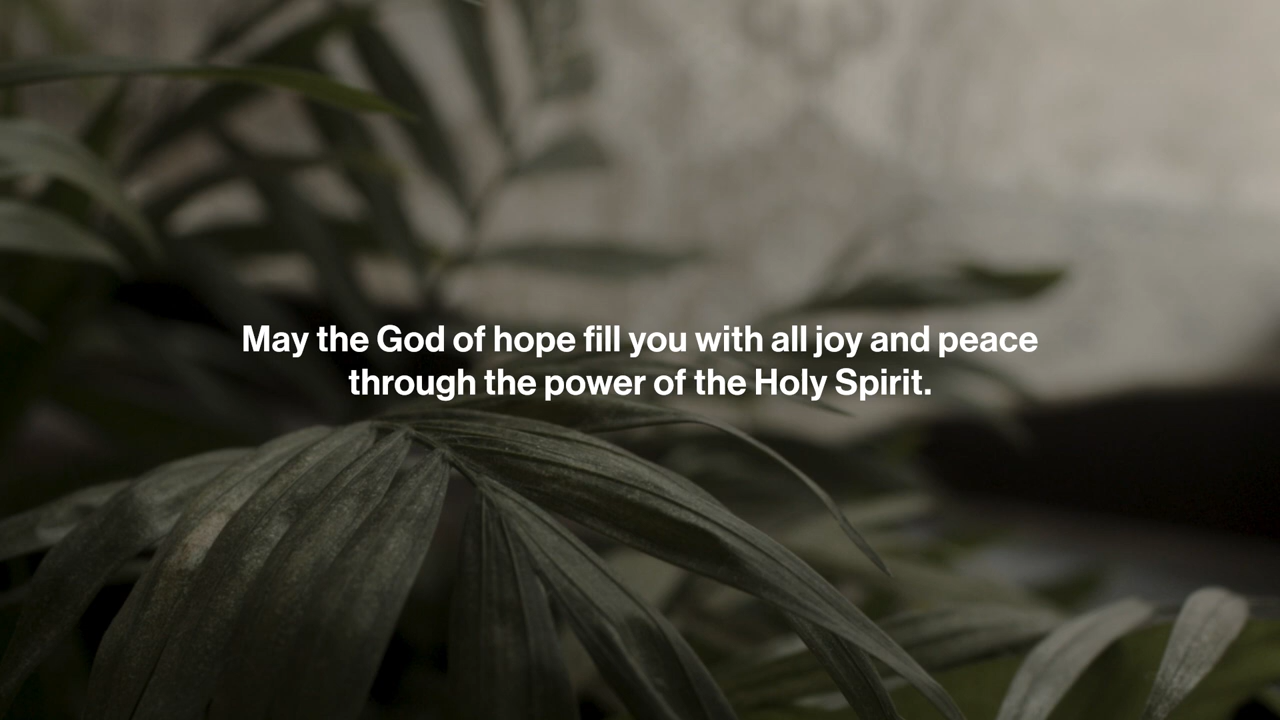 May the God of hope fill you with all joy and peace
through the power of the Holy Spirit.